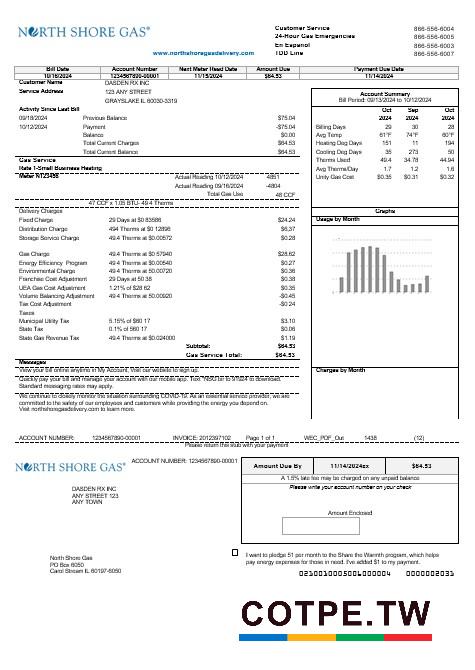 NORTH SHORE GAS®
Customer Service 866-556-6004
24-Hour Gas Emergencies 866-556-6005
En Espanol 866-556-6003
TDD Line 866-556-6007
www.northshoregasdelivery.com
Bill Date Account Number Next Meter Head Date Amount Due Payment Due Date
10/16/2024 1234567890-00001 11/15/2024 $64.53 11/14/2024
Customer Name DASDEN RX INC
Service Address 123 ANY STREET
GRAYSLAKE IL 60030-3319
Activity Since Last Bill
09/18/2024 Previous Balance $75.04
10/12/2024 Payment -$75.04
Balance $0.00
Total Current Charges $64.53
Total Current Balance $64.53
Gas Service
Rate 1-Small Business Heating
Meter N123456 Actual Reading 10/12/2024 4851
Actual Reading 09/16/2024 -4804
Total Gas Use 48 CCF
47 CCF x 1.05 BTU- 49.4 Therms
Delivery Charges
Fixed Charge 29 Days at $0 83586 $24.24
Distribution Charge 494 Therms at $0 12896 $6.37
Storage Service Charge 49.4 Therms at $0.00572 $0.28
Gas Charge 49.4 Therms at $0.57940 $28.62
Energy Efficiency Program 49.4 Therms at $0.00540 $0.27
Environmental Charge 49.4 Therms at $0.00720 $0.36
Franchise Cost Adjustment 29 Days at 50.38 $0.38
UEA Gas Cost Adjustment 1.21% of $28 62 $0.35
Volume Balancing Adjustment 49.4 Therms at $0.00920 -$0.45
Tax Cost Adjustment -$0.24
Taxes
Municipal Utility Tax 5.15% of $60 17 $3.10
State Tax 0.1% of $60 17 $0.06
State Gas Revenue Tax 49.4 Therms at $0.024000 $1.19
Subtotal: $64.53
Gas Service Total: $64.53
Messages
View your bill online anytime in My Account. Visit our website to sign up.
Quickly pay your bill and manage your account with our mobile app. Text "NSG" to 91924 to download.
Standard messaging rates may apply.
We continue to closely monitor the situation surrounding COVID-19. As an essential service provider, we are
committed to the safety of our employees and customers while providing the energy you depend on.
Visit northshoregasdelivery.com to learn more.
Account Summary
Bill Period: 09/13/2024 to 10/12/2024
Oct Sep Oct
2024 2024 2023
Billing Days 29 30 28
Avg Temp 61°F 74°F 60°F
Heating Deg Days 151 11 194
Cooling Deg Days 35 273 50
Therms Used 49.4 34.78 44.94
Avg Therms/Day 1.7 1.2 1.6
Unity Gas Cost $0.35 $0.31 $0.32
Graphs
Usage by Month
Charges by Month
ACCOUNT NUMBER: 1234567890-00001 INVOICE: 2012397102 Page 1 of 1 WEC_PDF_Out 1438 (12)
Please return this stub with your payment
NORTH SHORE GAS®
ACCOUNT NUMBER: 1234567890-00001
DASDEN RX INC
ANY STREET 123
ANY TOWN
Amount Due By 11/14/2024ex $64.53
A 1.5% late fee may be charged on any unpaid balance
Please write your account number on your check
Amount Enclosed
North Shore Gas
PO Box 6050
Carol Stream IL 60197-6050
I want to pledge 51 per month to the Share the Warmth program, which helps
pay energy expenses for those in need. I've added $1 to my payment.
COTPE.TW